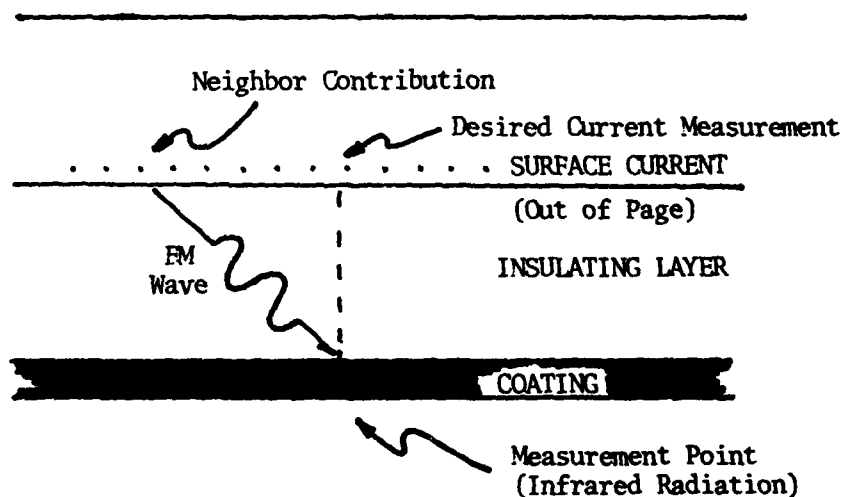 Neighbor Contribution
Desired Current Measurement
SURFACE CURRENT
(Out of Page)
EM
Wave
INSULATING LAYER
COATING
Measurement Point
(Infrared Radiation)